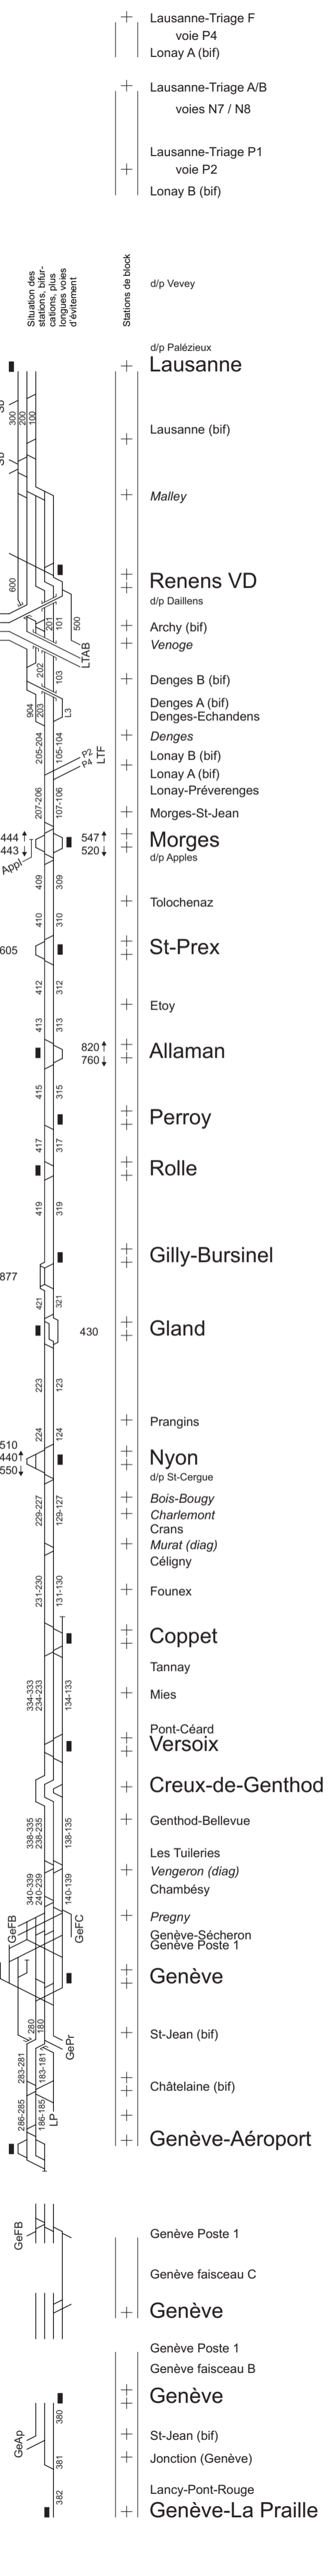 Lausanne-Triage F
voie P4
Lonay A (bif)
Lausanne-Triage A/B
voies N7 / N8
Lausanne-Triage P1
voie P2
Lonay B (bif)
Situation des
stations, bifur-
cations, plus
longues voies
d'évitement
Stations de block
d/p Vevey
d/p Palézieux
Lausanne
300
200
100
Lausanne (bif)
Malley
600
Renens VD
d/p Daillens
201
101
500
Archy (bif)
Venoge
LTAB
202
103
Denges B (bif)
904
203
L3
Denges A (bif)
Denges-Echandens
205-204
105-104
Denges
P2
P4
LTF
Lonay B (bif)
Lonay A (bif)
Lonay-Préverenges
207-206
107-106
Morges-St-Jean
444
443
547
520
Morges
d/p Apples
Appl
409
309
410
310
Tolochenaz
605
St-Prex
412
312
Etoy
413
313
820
760
Allaman
415
315
Perroy
417
317
Rolle
419
319
Gilly-Bursinel
877
421
321
430
Gland
223
123
Prangins
224
124
510
440
550
Nyon
d/p St-Cergue
229-227
129-127
Bois-Bougy
Charlemont
Crans
Murat (diag)
Céligny
231-230
131-130
Founex
Coppet
Tannay
334-333
234-233
134-133
Mies
Pont-Céard
Versoix
Creux-de-Genthod
338-335
238-235
138-135
Genthod-Bellevue
Les Tuileries
340-339
240-239
140-139
Vengeron (diag)
Chambésy
GeFB
GeFC
Pregny
Genève-Sécheron
Genève Poste 1
Genève
280
180
St-Jean (bif)
GePr
283-281
183-181
Châtelaine (bif)
286-285
186-185
LP
Genève-Aéroport
GeFB
Genève Poste 1
Genève faisceau C
Genève
Genève Poste 1
Genève faisceau B
Genève
380
GeAp
St-Jean (bif)
381
Jonction (Genève)
382
Lancy-Pont-Rouge
Genève-La Praille